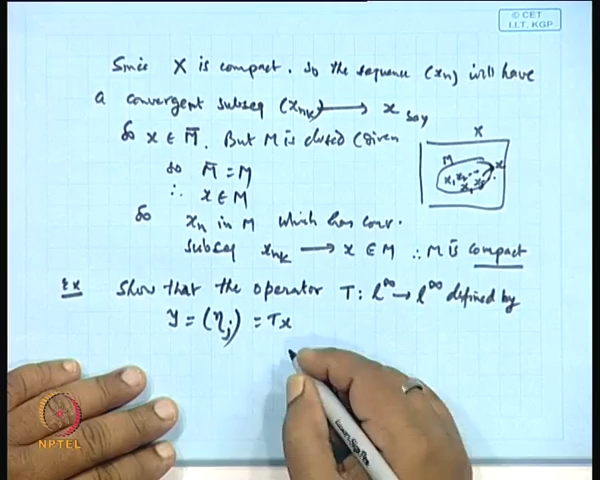 © CET
I.I.T. KGP
Since X is compact. So the sequence (xn) will have
a convergent subseq (xnk) ⟶ x say
So x ∈ M̄. But M is closed (Given
so M̄ = M
∴ x ∈ M
So xn in M which has conv.
subseq xnk ⟶ x ∈ M ∴ M is compact
X
M
x
Ex Show that the operator T: l∞ → l∞ defined by
y = (ηj) = Tx
NPTEL